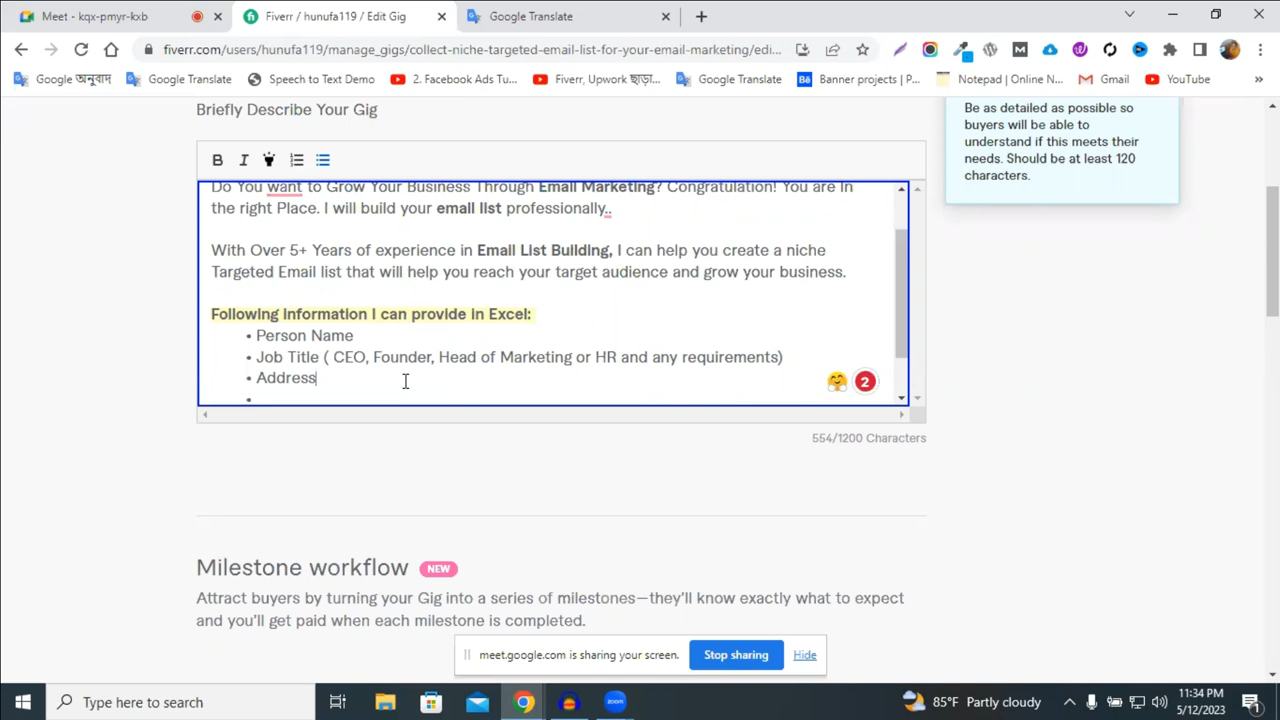 Meet - kqx-pmyr-kxb
Fiverr / hunufa119 / Edit Gig
Google Translate
fiverr.com/users/hunufa119/manage_gigs/collect-niche-targeted-email-list-for-your-email-marketing/edi...
Google অনুবাদ
Google Translate
Speech to Text Demo
2. Facebook Ads Tu...
Fiverr, Upwork ছাড়া...
Google Translate
Banner projects | P...
Notepad | Online N...
Gmail
YouTube
Briefly Describe Your Gig
Be as detailed as possible so
buyers will be able to
understand if this meets their
needs. Should be at least 120
characters.
Do You want to Grow Your Business Through Email Marketing? Congratulation! You are In
the right Place. I will build your email list professionally..
With Over 5+ Years of experience in Email List Building, I can help you create a niche
Targeted Email list that will help you reach your target audience and grow your business.
Following Information I can provide in Excel:
• Person Name
• Job Title ( CEO, Founder, Head of Marketing or HR and any requirements)
• Address
•
2
554/1200 Characters
Milestone workflow NEW
Attract buyers by turning your Gig into a series of milestones—they'll know exactly what to expect
and you'll get paid when each milestone is completed.
meet.google.com is sharing your screen.
Stop sharing
Hide
Type here to search
zoom
85°F Partly cloudy
11:34 PM
5/12/2023
1